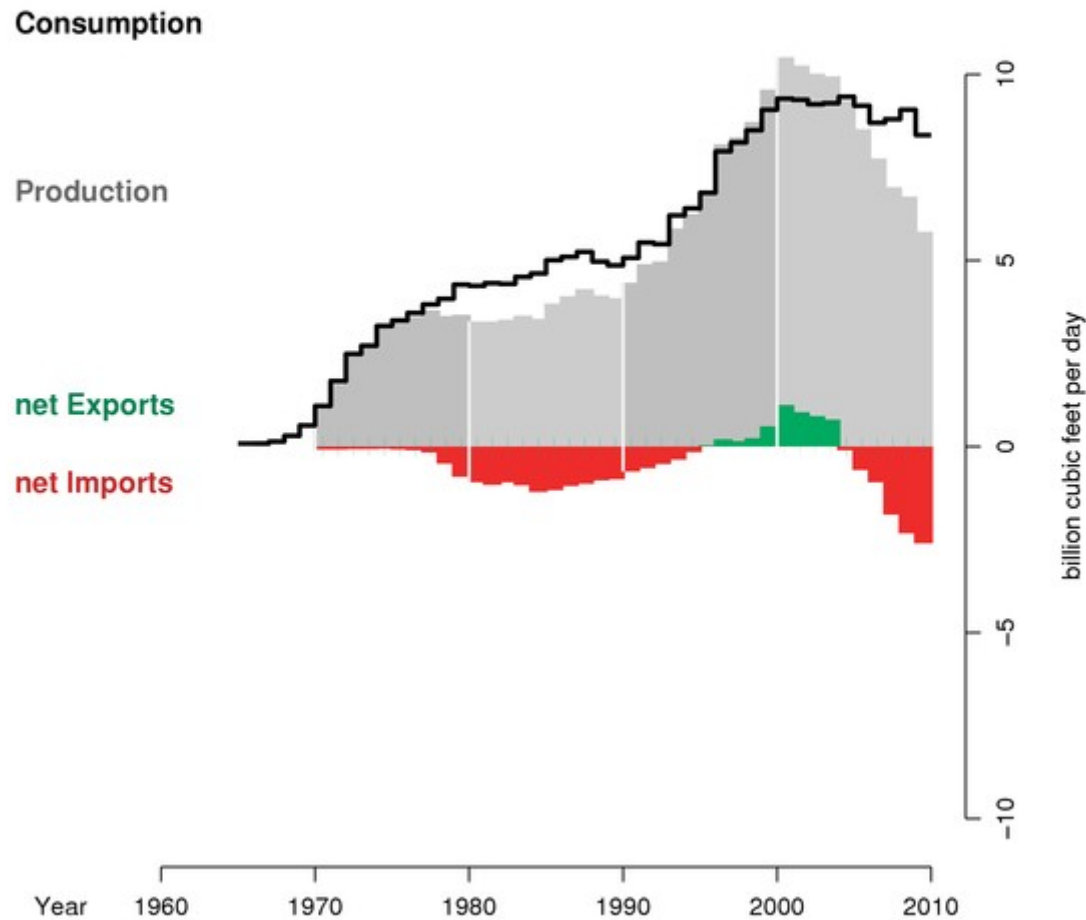 Consumption
10
Production
5
billion cubic feet per day
net Exports
0
net Imports
−5
−10
Year 1960 1970 1980 1990 2000 2010